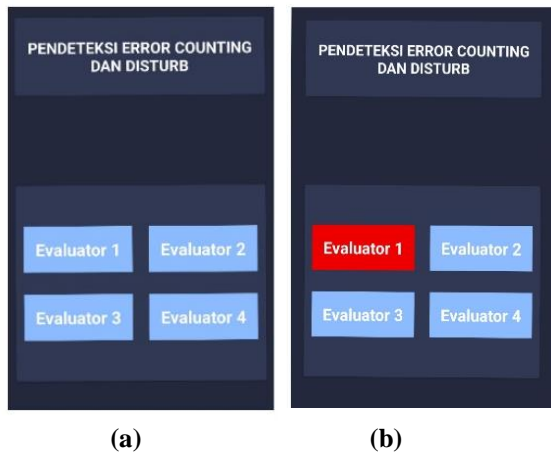 PENDETEKSI ERROR COUNTING
DAN DISTURB
Evaluator 1
Evaluator 2
Evaluator 3
Evaluator 4
(a)
PENDETEKSI ERROR COUNTING
DAN DISTURB
Evaluator 1
Evaluator 2
Evaluator 3
Evaluator 4
(b)